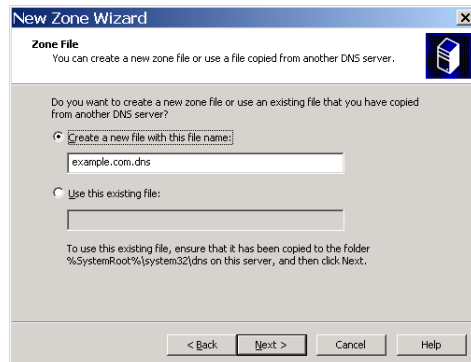 New Zone Wizard
Zone File
You can create a new zone file or use a file copied from another DNS server.
Do you want to create a new zone file or use an existing file that you have copied
from another DNS server?
Create a new file with this file name:
example.com.dns
Use this existing file:
To use this existing file, ensure that it has been copied to the folder
%SystemRoot%\system32\dns on this server, and then click Next.
< Back Next > Cancel Help